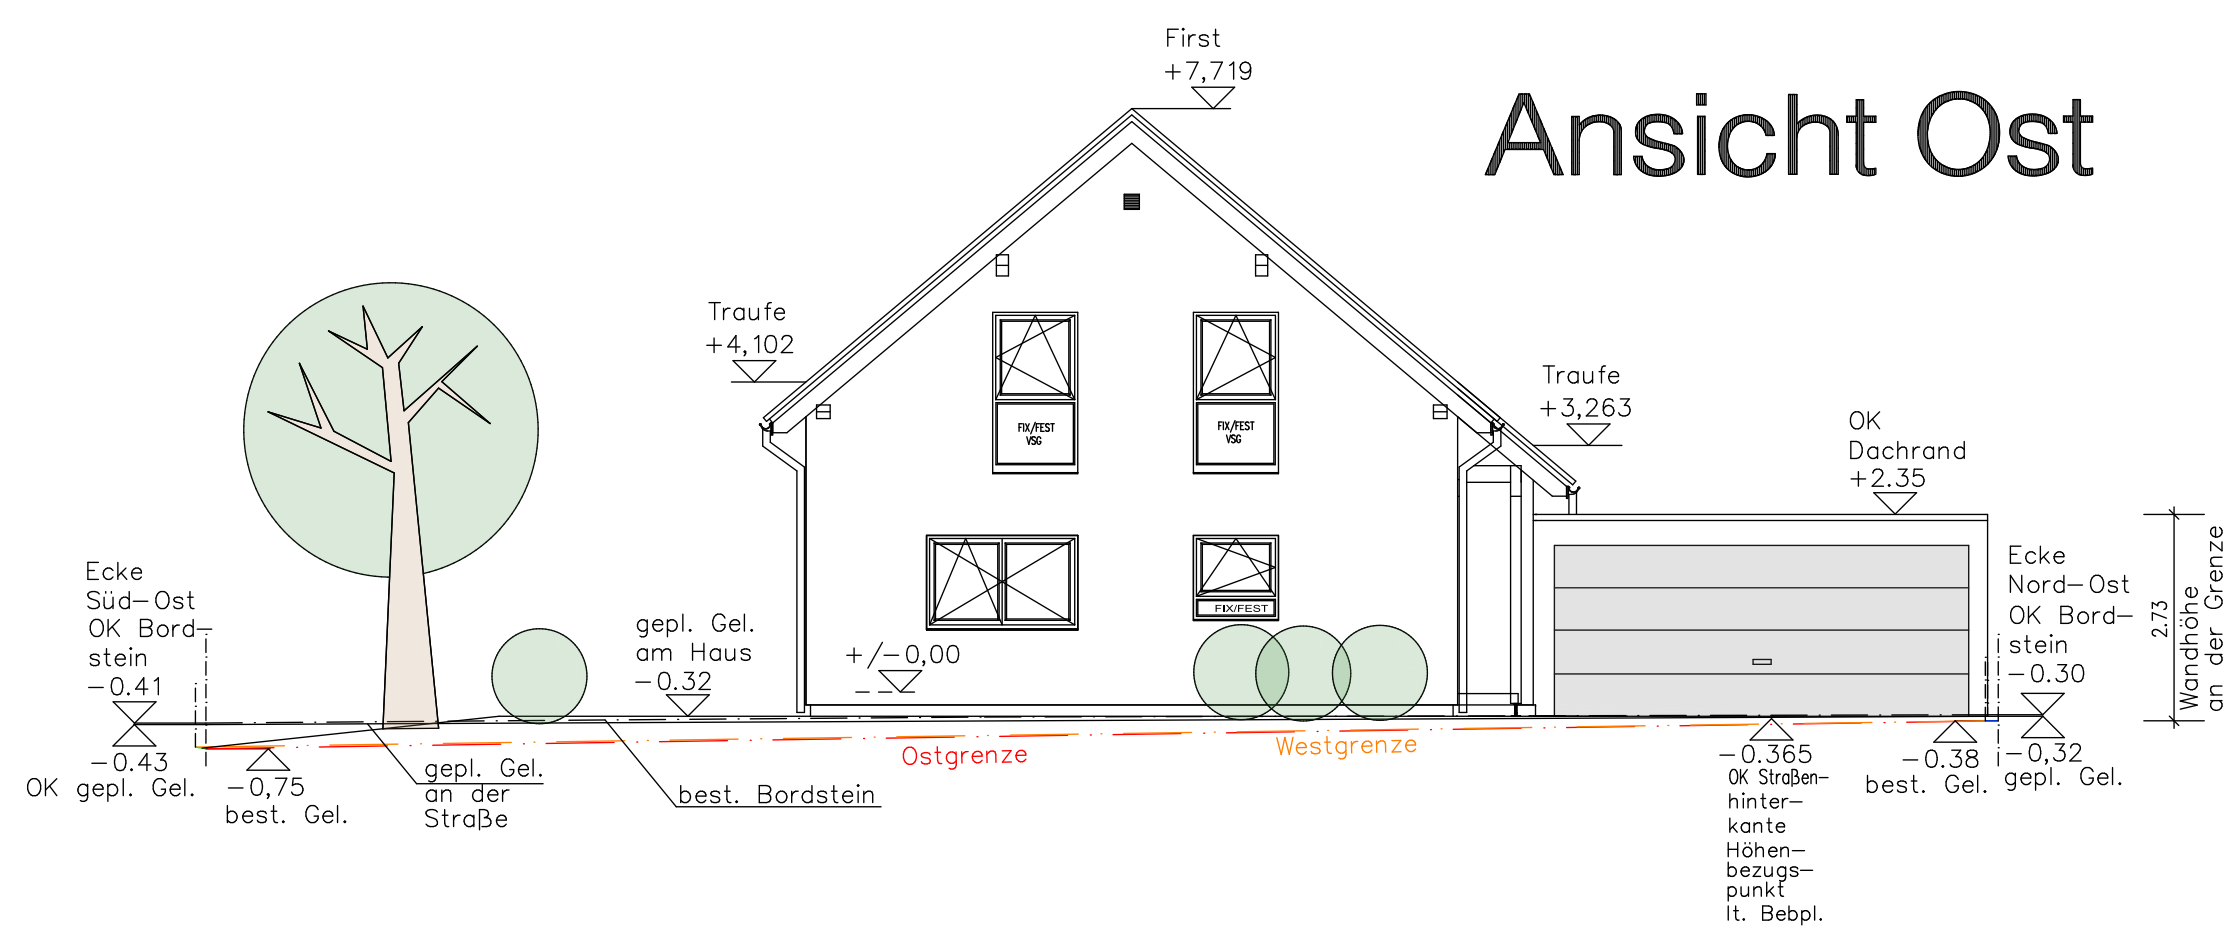 First
+7,719
Ansicht Ost
Traufe
+4,102
Traufe
+3,263
OK
Dachrand
+2.35
FIX/FEST
VSG
FIX/FEST
VSG
FIX/FEST
Ecke
Süd-Ost
OK Bord-
stein
-0.41
-0.43
OK gepl. Gel.
-0,75
best. Gel.
gepl. Gel.
an der
Straße
gepl. Gel.
am Haus
-0.32
best. Bordstein
+/-0,00
Ostgrenze
Westgrenze
-0.365
OK Straßen-
hinter-
kante
Höhen-
bezugs-
punkt
lt. Bebpl.
-0.38
best. Gel.
Ecke
Nord-Ost
OK Bord-
stein
-0.30
-0,32
gepl. Gel.
2.73
Wandhöhe
an der Grenze